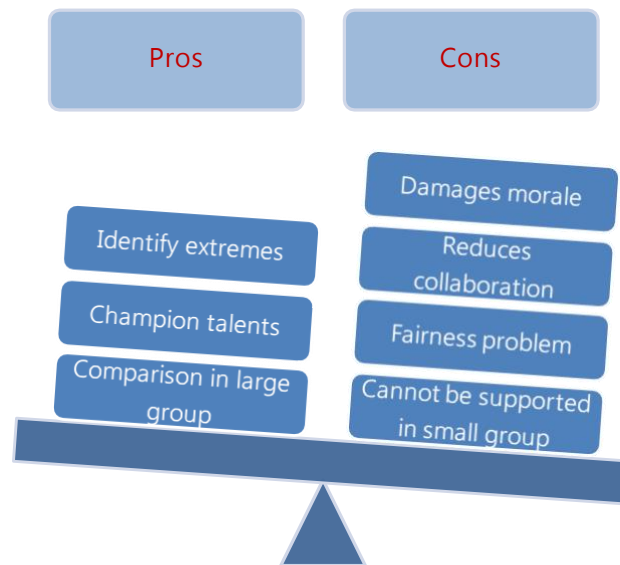 Pros
Cons
Identify extremes
Champion talents
Comparison in large
group
Damages morale
Reduces
collaboration
Fairness problem
Cannot be supported
in small group